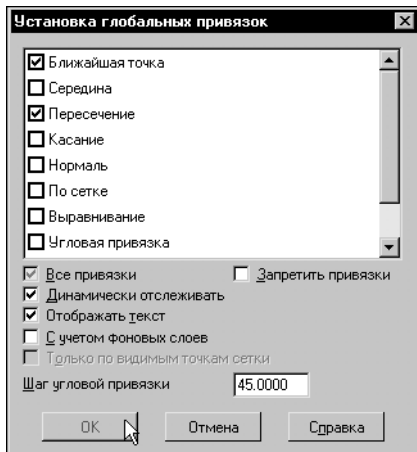 Установка глобальных привязок
Ближайшая точка
Середина
Пересечение
Касание
Нормаль
По сетке
Выравнивание
Угловая привязка
Все привязки Запретить привязки
Динамически отслеживать
Отображать текст
С учетом фоновых слоев
Только по видимым точкам сетки
Шаг угловой привязки 45.0000
OK Отмена Справка